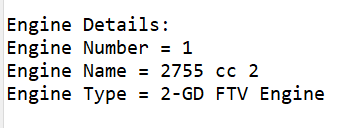 Engine Details:
Engine Number = 1
Engine Name = 2755 cc 2
Engine Type = 2-GD FTV Engine